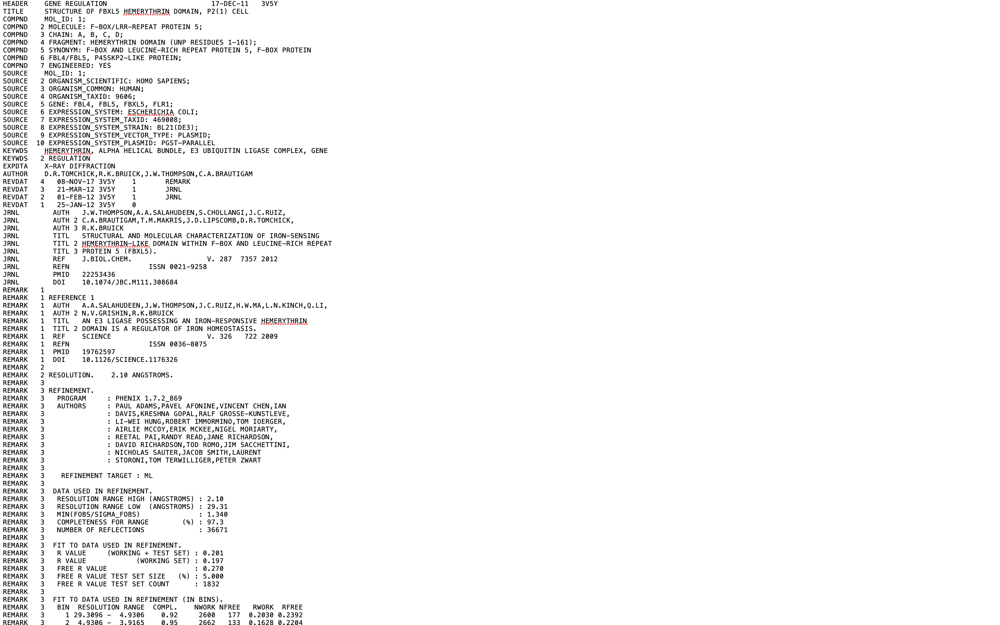 HEADER    GENE REGULATION                         17-DEC-11   3V5Y
TITLE     STRUCTURE OF FBXL5 HEMERYTHRIN DOMAIN, P2(1) CELL
COMPND    MOL_ID: 1;
COMPND   2 MOLECULE: F-BOX/LRR-REPEAT PROTEIN 5;
COMPND   3 CHAIN: A, B, C, D;
COMPND   4 FRAGMENT: HEMERYTHRIN DOMAIN (UNP RESIDUES 1-161);
COMPND   5 SYNONYM: F-BOX AND LEUCINE-RICH REPEAT PROTEIN 5, F-BOX PROTEIN
COMPND   6 FBL4/FBL5, P45SKP2-LIKE PROTEIN;
COMPND   7 ENGINEERED: YES
SOURCE    MOL_ID: 1;
SOURCE   2 ORGANISM_SCIENTIFIC: HOMO SAPIENS;
SOURCE   3 ORGANISM_COMMON: HUMAN;
SOURCE   4 ORGANISM_TAXID: 9606;
SOURCE   5 GENE: FBL4, FBL5, FBXL5, FLR1;
SOURCE   6 EXPRESSION_SYSTEM: ESCHERICHIA COLI;
SOURCE   7 EXPRESSION_SYSTEM_TAXID: 469008;
SOURCE   8 EXPRESSION_SYSTEM_STRAIN: BL21(DE3);
SOURCE   9 EXPRESSION_SYSTEM_VECTOR_TYPE: PLASMID;
SOURCE  10 EXPRESSION_SYSTEM_PLASMID: PGST-PARALLEL
KEYWDS    HEMERYTHRIN, ALPHA HELICAL BUNDLE, E3 UBIQUITIN LIGASE COMPLEX, GENE
KEYWDS   2 REGULATION
EXPDTA    X-RAY DIFFRACTION
AUTHOR    D.R.TOMCHICK,R.K.BRUICK,J.W.THOMPSON,C.A.BRAUTIGAM
REVDAT   4   08-NOV-17 3V5Y    1       REMARK
REVDAT   3   21-MAR-12 3V5Y    1       JRNL
REVDAT   2   01-FEB-12 3V5Y    1       JRNL
REVDAT   1   25-JAN-12 3V5Y    0
JRNL        AUTH   J.W.THOMPSON,A.A.SALAHUDEEN,S.CHOLLANGI,J.C.RUIZ,
JRNL        AUTH 2 C.A.BRAUTIGAM,T.M.MAKRIS,J.D.LIPSCOMB,D.R.TOMCHICK,
JRNL        AUTH 3 R.K.BRUICK
JRNL        TITL   STRUCTURAL AND MOLECULAR CHARACTERIZATION OF IRON-SENSING
JRNL        TITL 2 HEMERYTHRIN-LIKE DOMAIN WITHIN F-BOX AND LEUCINE-RICH REPEAT
JRNL        TITL 3 PROTEIN 5 (FBXL5).
JRNL        REF    J.BIOL.CHEM.                  V. 287  7357 2012
JRNL        REFN                   ISSN 0021-9258
JRNL        PMID   22253436
JRNL        DOI    10.1074/JBC.M111.308684
REMARK   1
REMARK   1 REFERENCE 1
REMARK   1  AUTH   A.A.SALAHUDEEN,J.W.THOMPSON,J.C.RUIZ,H.W.MA,L.N.KINCH,Q.LI,
REMARK   1  AUTH 2 N.V.GRISHIN,R.K.BRUICK
REMARK   1  TITL   AN E3 LIGASE POSSESSING AN IRON-RESPONSIVE HEMERYTHRIN
REMARK   1  TITL 2 DOMAIN IS A REGULATOR OF IRON HOMEOSTASIS.
REMARK   1  REF    SCIENCE                       V. 326   722 2009
REMARK   1  REFN                   ISSN 0036-8075
REMARK   1  PMID   19762597
REMARK   1  DOI    10.1126/SCIENCE.1176326
REMARK   2
REMARK   2 RESOLUTION.    2.10 ANGSTROMS.
REMARK   3
REMARK   3 REFINEMENT.
REMARK   3   PROGRAM     : PHENIX 1.7.2_869
REMARK   3   AUTHORS     : PAUL ADAMS,PAVEL AFONINE,VINCENT CHEN,IAN
REMARK   3               : DAVIS,KRESHNA GOPAL,RALF GROSSE-KUNSTLEVE,
REMARK   3               : LI-WEI HUNG,ROBERT IMMORMINO,TOM IOERGER,
REMARK   3               : AIRLIE MCCOY,ERIK MCKEE,NIGEL MORIARTY,
REMARK   3               : REETAL PAI,RANDY READ,JANE RICHARDSON,
REMARK   3               : DAVID RICHARDSON,TOD ROMO,JIM SACCHETTINI,
REMARK   3               : NICHOLAS SAUTER,JACOB SMITH,LAURENT
REMARK   3               : STORONI,TOM TERWILLIGER,PETER ZWART
REMARK   3
REMARK   3    REFINEMENT TARGET : ML
REMARK   3
REMARK   3  DATA USED IN REFINEMENT.
REMARK   3   RESOLUTION RANGE HIGH (ANGSTROMS) : 2.10
REMARK   3   RESOLUTION RANGE LOW  (ANGSTROMS) : 29.31
REMARK   3   MIN(FOBS/SIGMA_FOBS)              : 1.340
REMARK   3   COMPLETENESS FOR RANGE        (%) : 97.3
REMARK   3   NUMBER OF REFLECTIONS             : 36671
REMARK   3
REMARK   3  FIT TO DATA USED IN REFINEMENT.
REMARK   3   R VALUE     (WORKING + TEST SET) : 0.201
REMARK   3   R VALUE            (WORKING SET) : 0.197
REMARK   3   FREE R VALUE                     : 0.270
REMARK   3   FREE R VALUE TEST SET SIZE   (%) : 5.000
REMARK   3   FREE R VALUE TEST SET COUNT      : 1832
REMARK   3
REMARK   3  FIT TO DATA USED IN REFINEMENT (IN BINS).
REMARK   3   BIN  RESOLUTION RANGE  COMPL.    NWORK NFREE   RWORK  RFREE
REMARK   3     1 29.3096 -  4.9306    0.92     2600   177  0.2030 0.2392
REMARK   3     2  4.9306 -  3.9165    0.95     2662   133  0.1628 0.2204